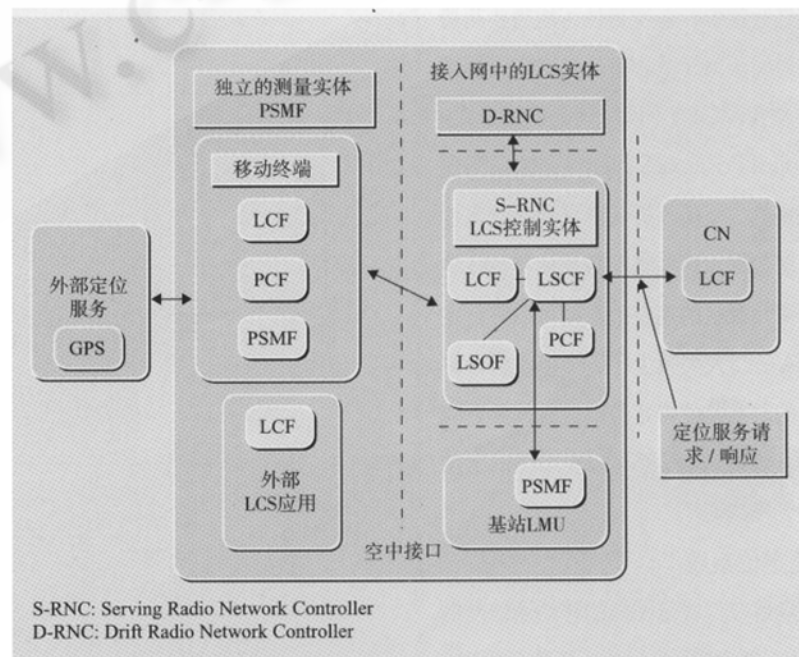 独立的测量实体
PSMF
移动终端
LCF
PCF
PSMF
外部定位
服务
GPS
LCF
外部
LCS应用
接入网中的LCS实体
D-RNC
S–RNC
LCS控制实体
LCF
LSCF
LSOF
PCF
PSMF
基站LMU
空中接口
CN
LCF
定位服务请
求 / 响应
S-RNC: Serving Radio Network Controller
D-RNC: Drift Radio Network Controller